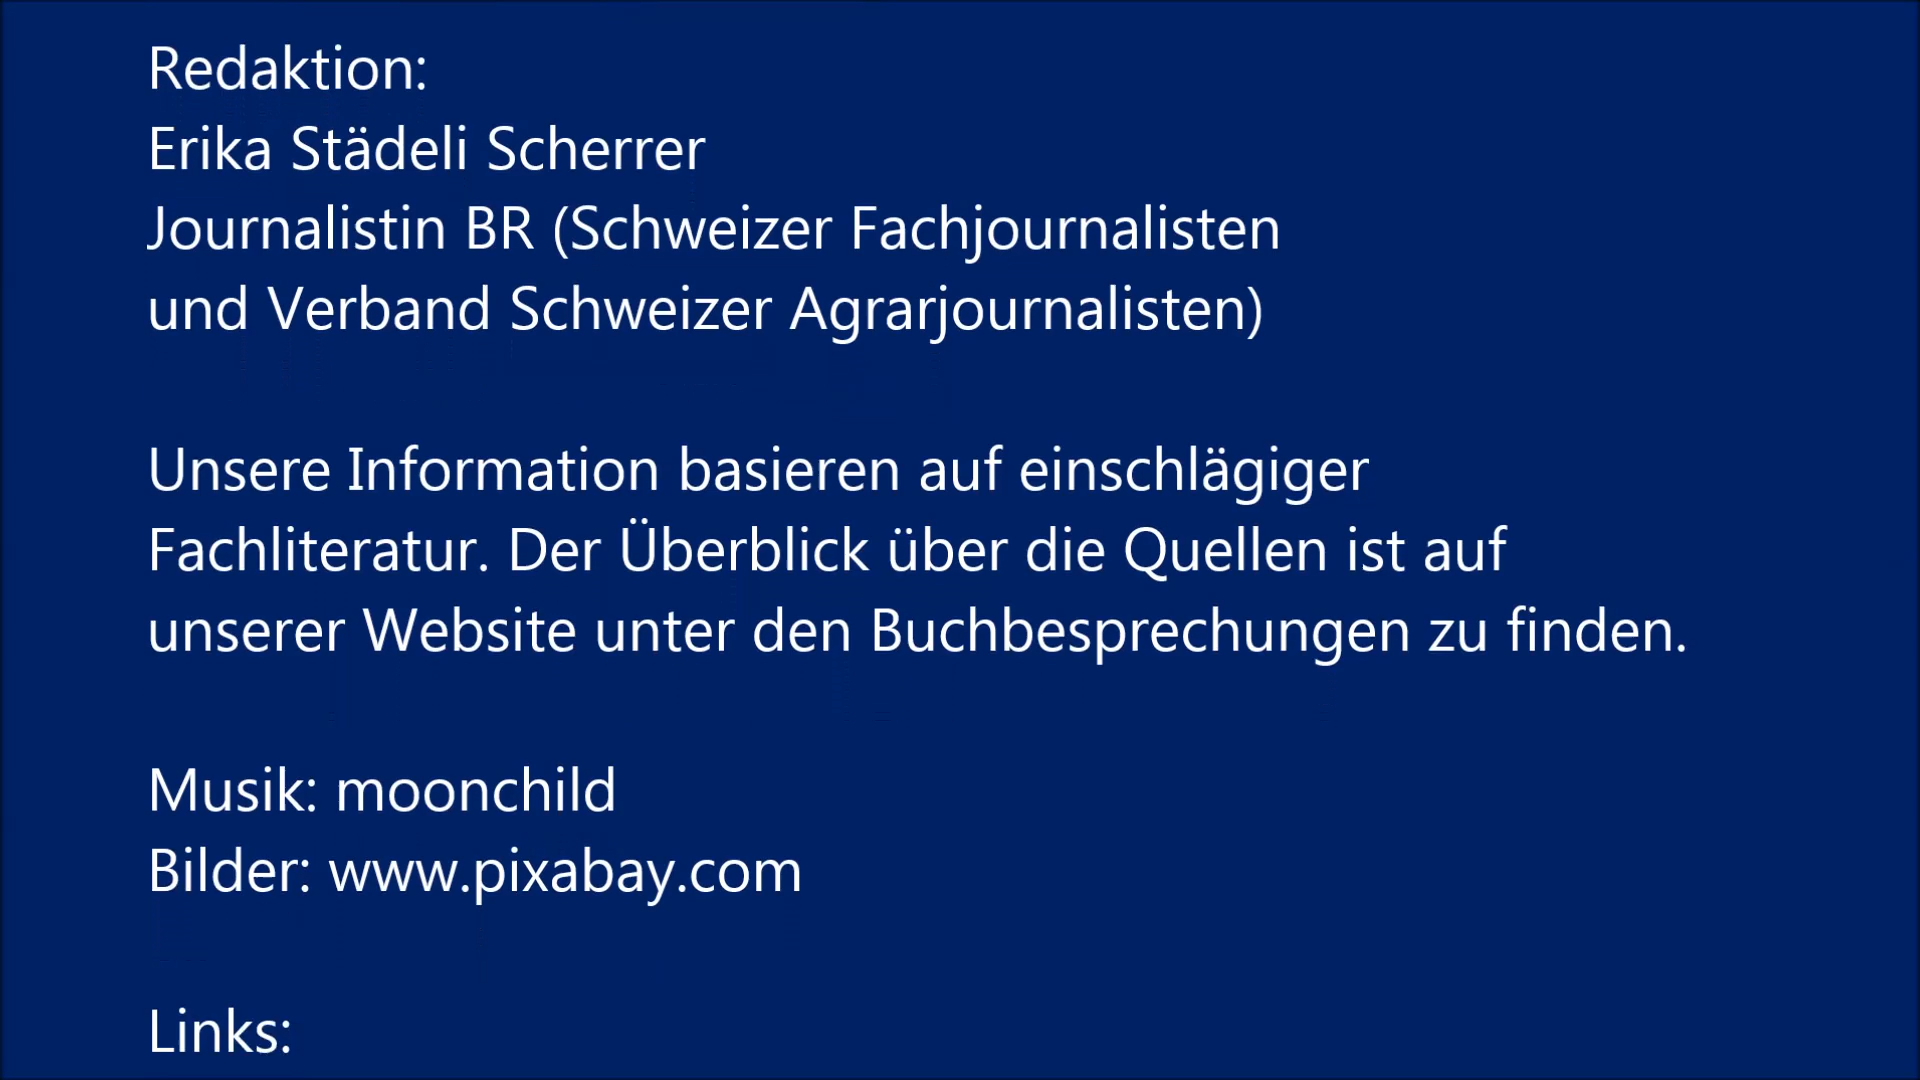 Redaktion:
Erika Städeli Scherrer
Journalistin BR (Schweizer Fachjournalisten
und Verband Schweizer Agrarjournalisten)
Unsere Information basieren auf einschlägiger
Fachliteratur. Der Überblick über die Quellen ist auf
unserer Website unter den Buchbesprechungen zu finden.
Musik: moonchild
Bilder: www.pixabay.com
Links: